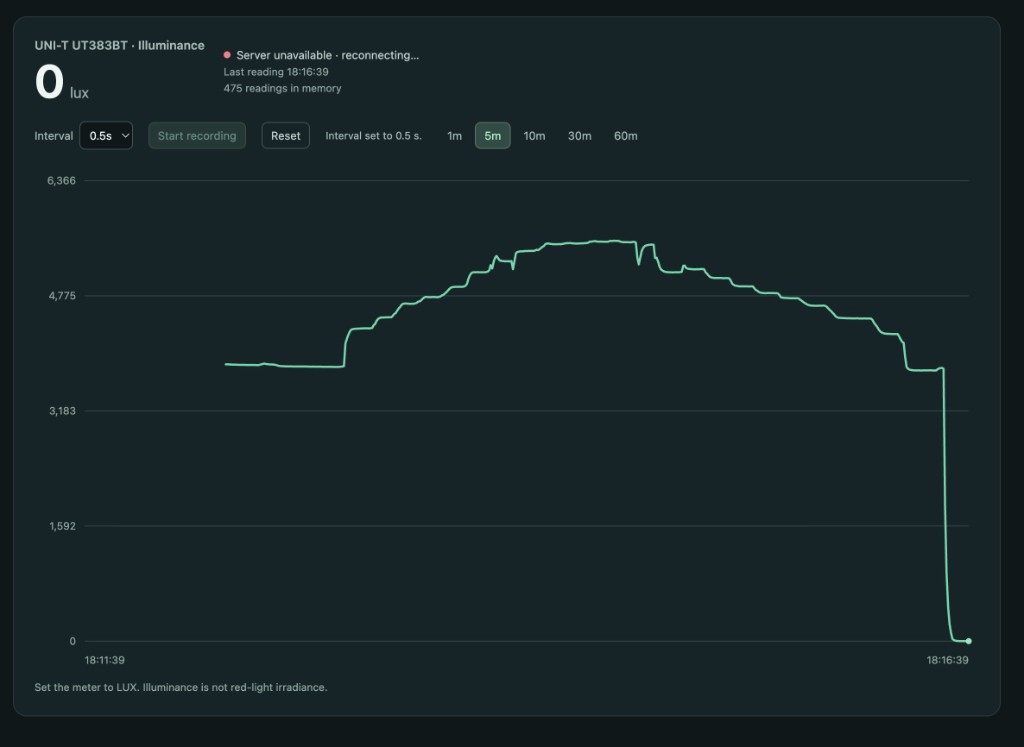 UNI-T UT383BT · Illuminance
0 lux
Server unavailable · reconnecting...
Last reading 18:16:39
475 readings in memory
Interval 0.5s Start recording Reset Interval set to 0.5 s. 1m 5m 10m 30m 60m
6,366
4,775
3,183
1,592
0
18:11:39 18:16:39
Set the meter to LUX. Illuminance is not red-light irradiance.